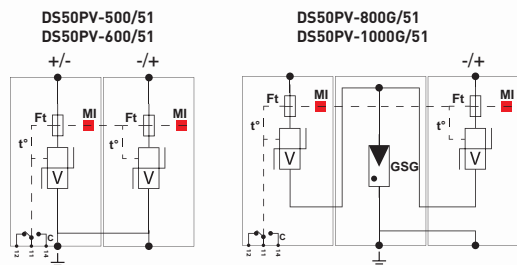 DS50PV-500/51
DS50PV-600/51
+/-
-/+
Ft
MI
Ft
MI
t°
t°
V
V
C
12
11
14
DS50PV-800G/51
DS50PV-1000G/51
-/+
Ft
MI
Ft
MI
t°
t°
V
GSG
V
C
12
11
14